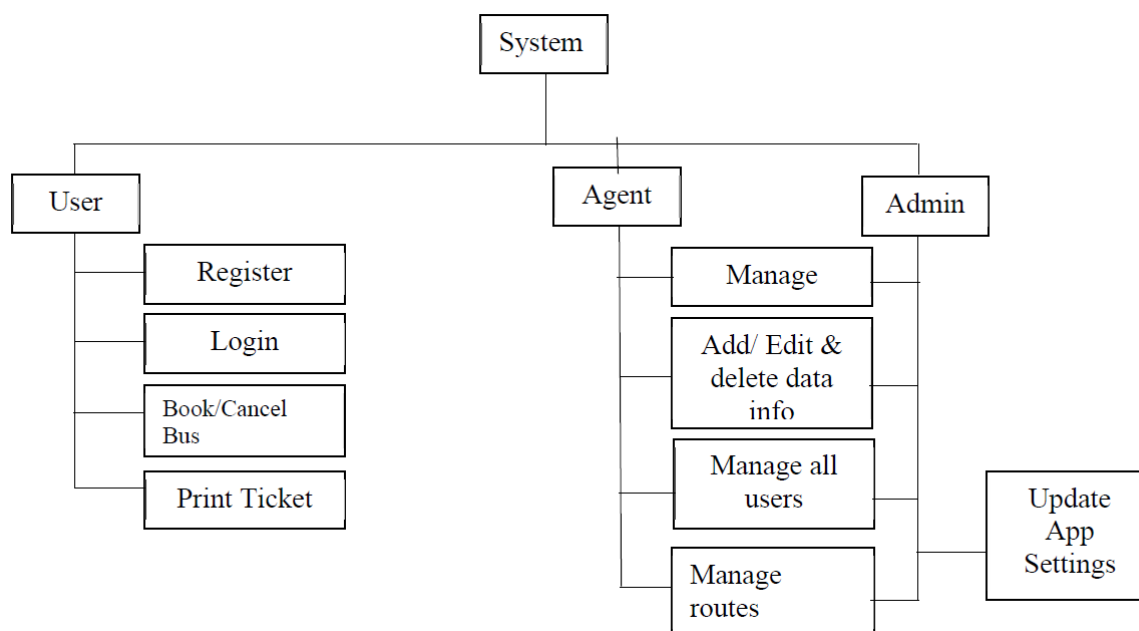 System
User
Agent
Admin
Register
Login
Book/Cancel
Bus
Print Ticket
Manage
Add/ Edit &
delete data
info
Manage all
users
Manage
routes
Update
App
Settings